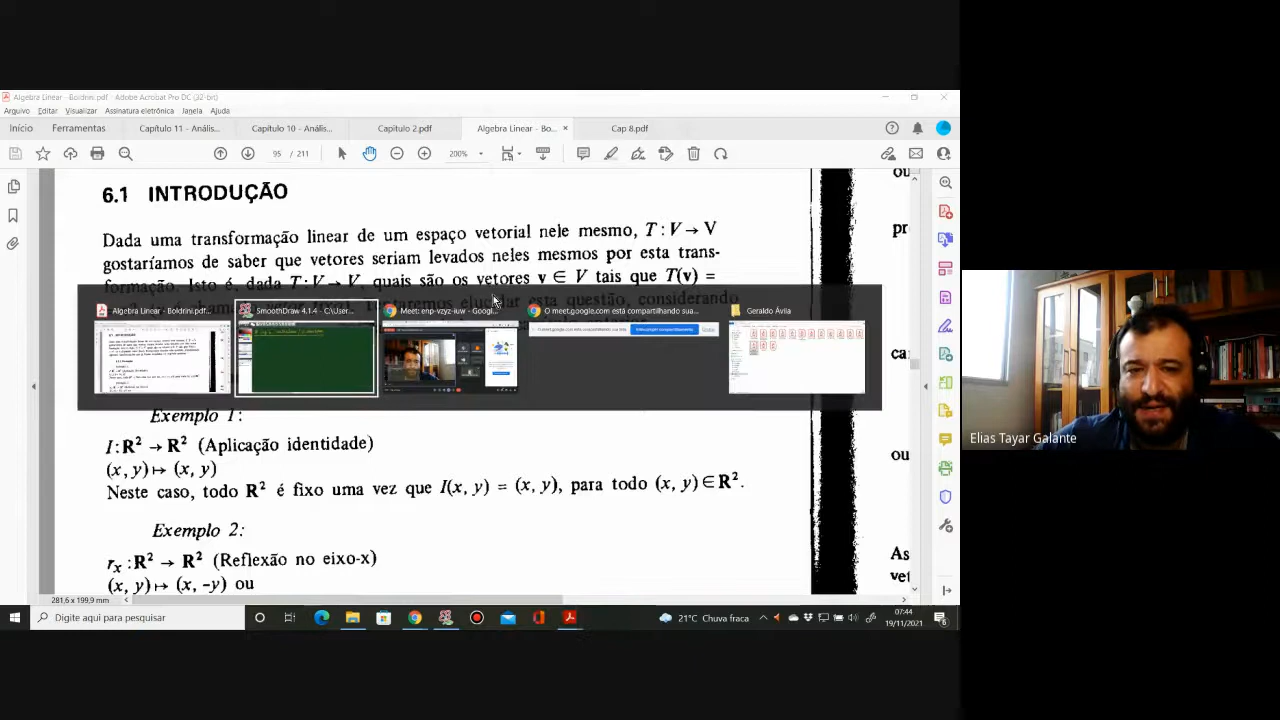 Algebra Linear - Boldrini.pdf - Adobe Acrobat Pro DC (32-bit)
Arquivo Editar Visualizar Assinatura eletrônica Janela Ajuda
Início Ferramentas Capítulo 11 - Anális... Capítulo 10 - Anális... Capitulo 2.pdf Algebra Linear - Bo... × Cap 8.pdf
95 / 211 200%
6.1 INTRODUÇÃO
Dada uma transformação linear de um espaço vetorial nele mesmo, T : V → V
gostaríamos de saber que vetores seriam levados neles mesmos por esta trans-
formação. Isto é, dada T : V → V, quais são os vetores v ∈ V tais que T(v) =
esta questão, considerando
Algebra Linear - Boldrini.pdf... SmoothDraw 4.1.4 - C:\User... Meet: enp-vzyz-iuw - Googl... O meet.google.com está compartilhando sua... Geraldo Ávila
Exemplo 1:
I : R² → R² (Aplicação identidade)
(x, y) ↦ (x, y)
Neste caso, todo R² é fixo uma vez que I(x, y) = (x, y), para todo (x, y) ∈ R².
Exemplo 2:
rₓ : R² → R² (Reflexão no eixo-x)
(x, y) ↦ (x, -y) ou
281,6 x 199,9 mm
ou
pr
ca
ou
As
vet
Elias Tayar Galante
Digite aqui para pesquisar
21°C Chuva fraca
07:44
19/11/2021
6